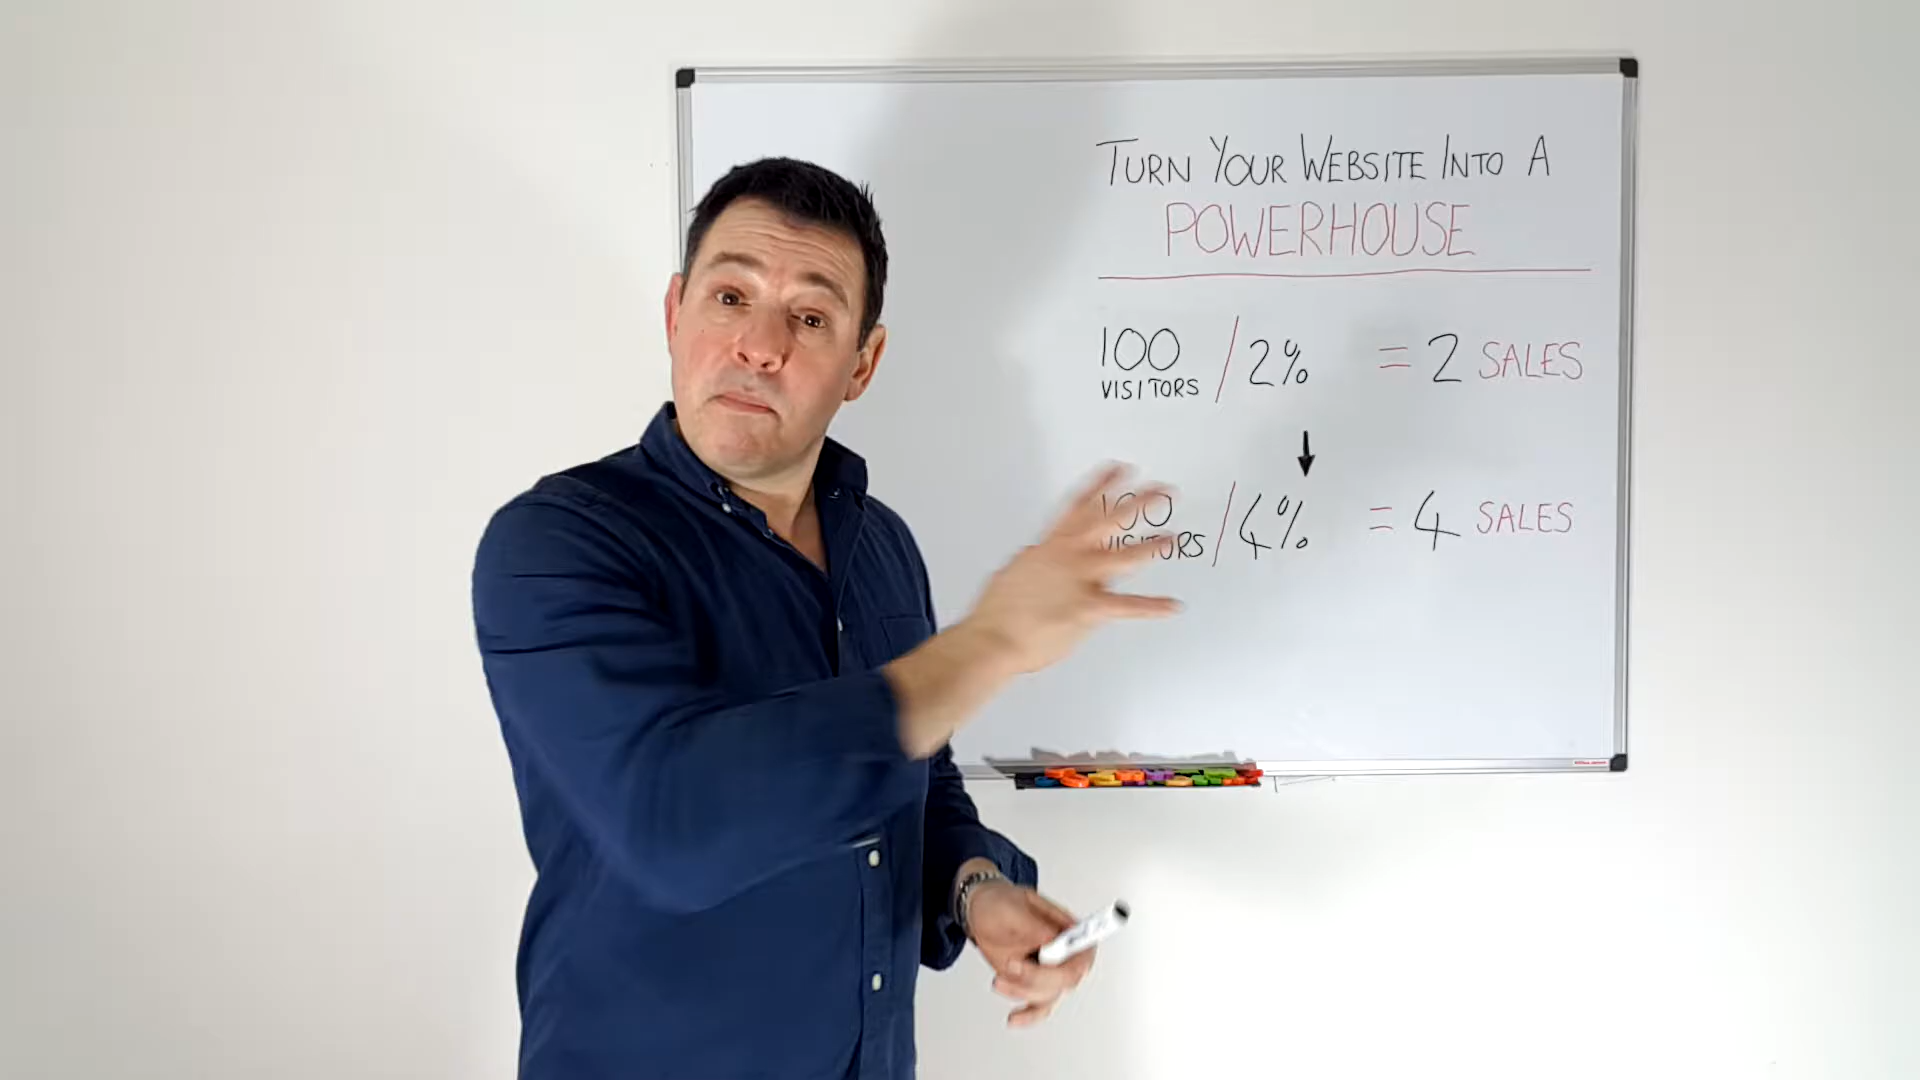 TURN YOUR WEBSITE INTO A
POWERHOUSE
100 / 2% = 2 SALES
VISITORS
100 / 4% = 4 SALES
VISITORS